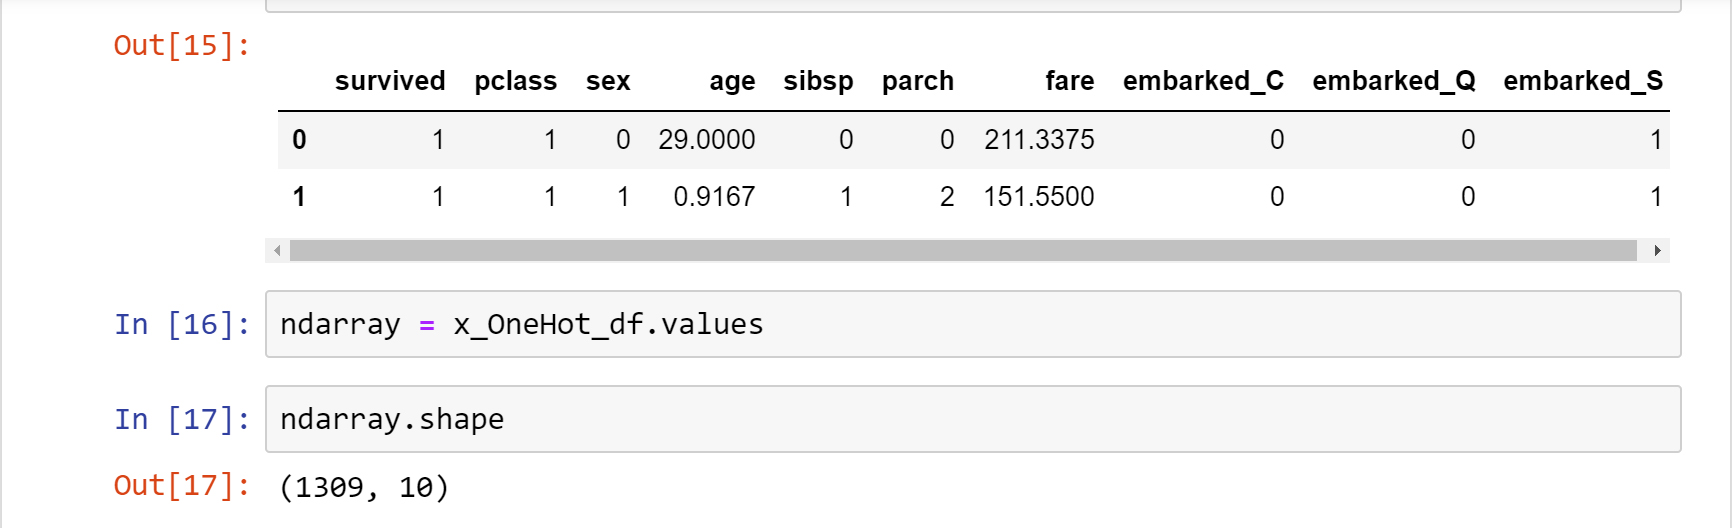 Out[15]:
survived pclass sex age sibsp parch fare embarked_C embarked_Q embarked_S
0 1 1 0 29.0000 0 0 211.3375 0 0 1
1 1 1 1 0.9167 1 2 151.5500 0 0 1
In [16]: ndarray = x_OneHot_df.values
In [17]: ndarray.shape
Out[17]: (1309, 10)